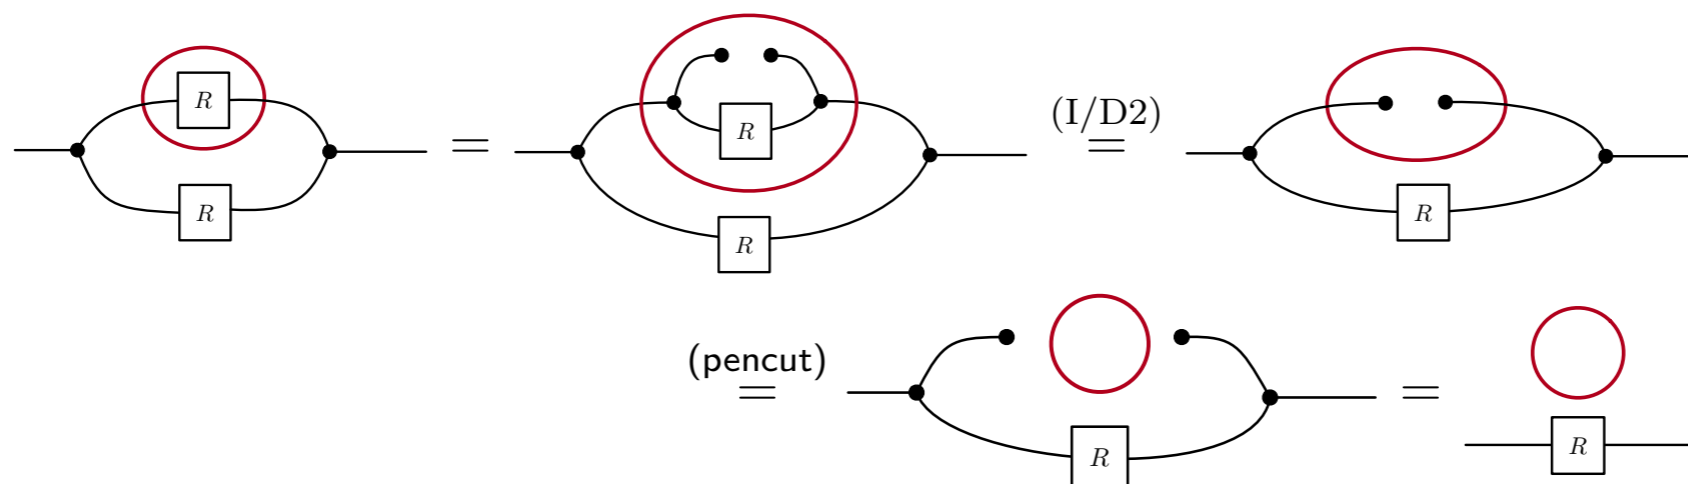 R
= R = (I/D2)
R R R
(pencut)
= = R
R